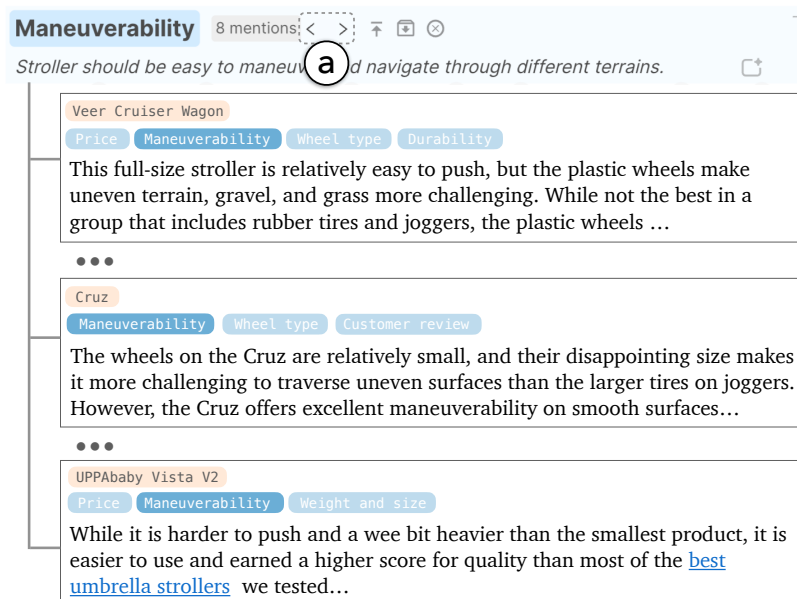 Maneuverability 8 mentions < >
a
Stroller should be easy to maneuv d navigate through different terrains.
Veer Cruiser Wagon
Price Maneuverability Wheel type Durability
This full-size stroller is relatively easy to push, but the plastic wheels make
uneven terrain, gravel, and grass more challenging. While not the best in a
group that includes rubber tires and joggers, the plastic wheels …
Cruz
Maneuverability Wheel type Customer review
The wheels on the Cruz are relatively small, and their disappointing size makes
it more challenging to traverse uneven surfaces than the larger tires on joggers.
However, the Cruz offers excellent maneuverability on smooth surfaces…
UPPAbaby Vista V2
Price Maneuverability Weight and size
While it is harder to push and a wee bit heavier than the smallest product, it is
easier to use and earned a higher score for quality than most of the best
umbrella strollers we tested…